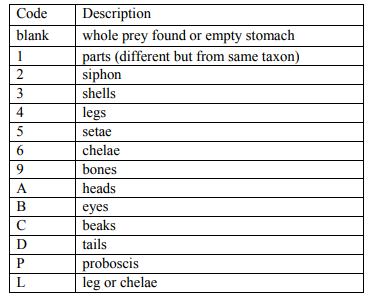 Code Description
blank whole prey found or empty stomach
1 parts (different but from same taxon)
2 siphon
3 shells
4 legs
5 setae
6 chelae
9 bones
A heads
B eyes
C beaks
D tails
P proboscis
L leg or chelae